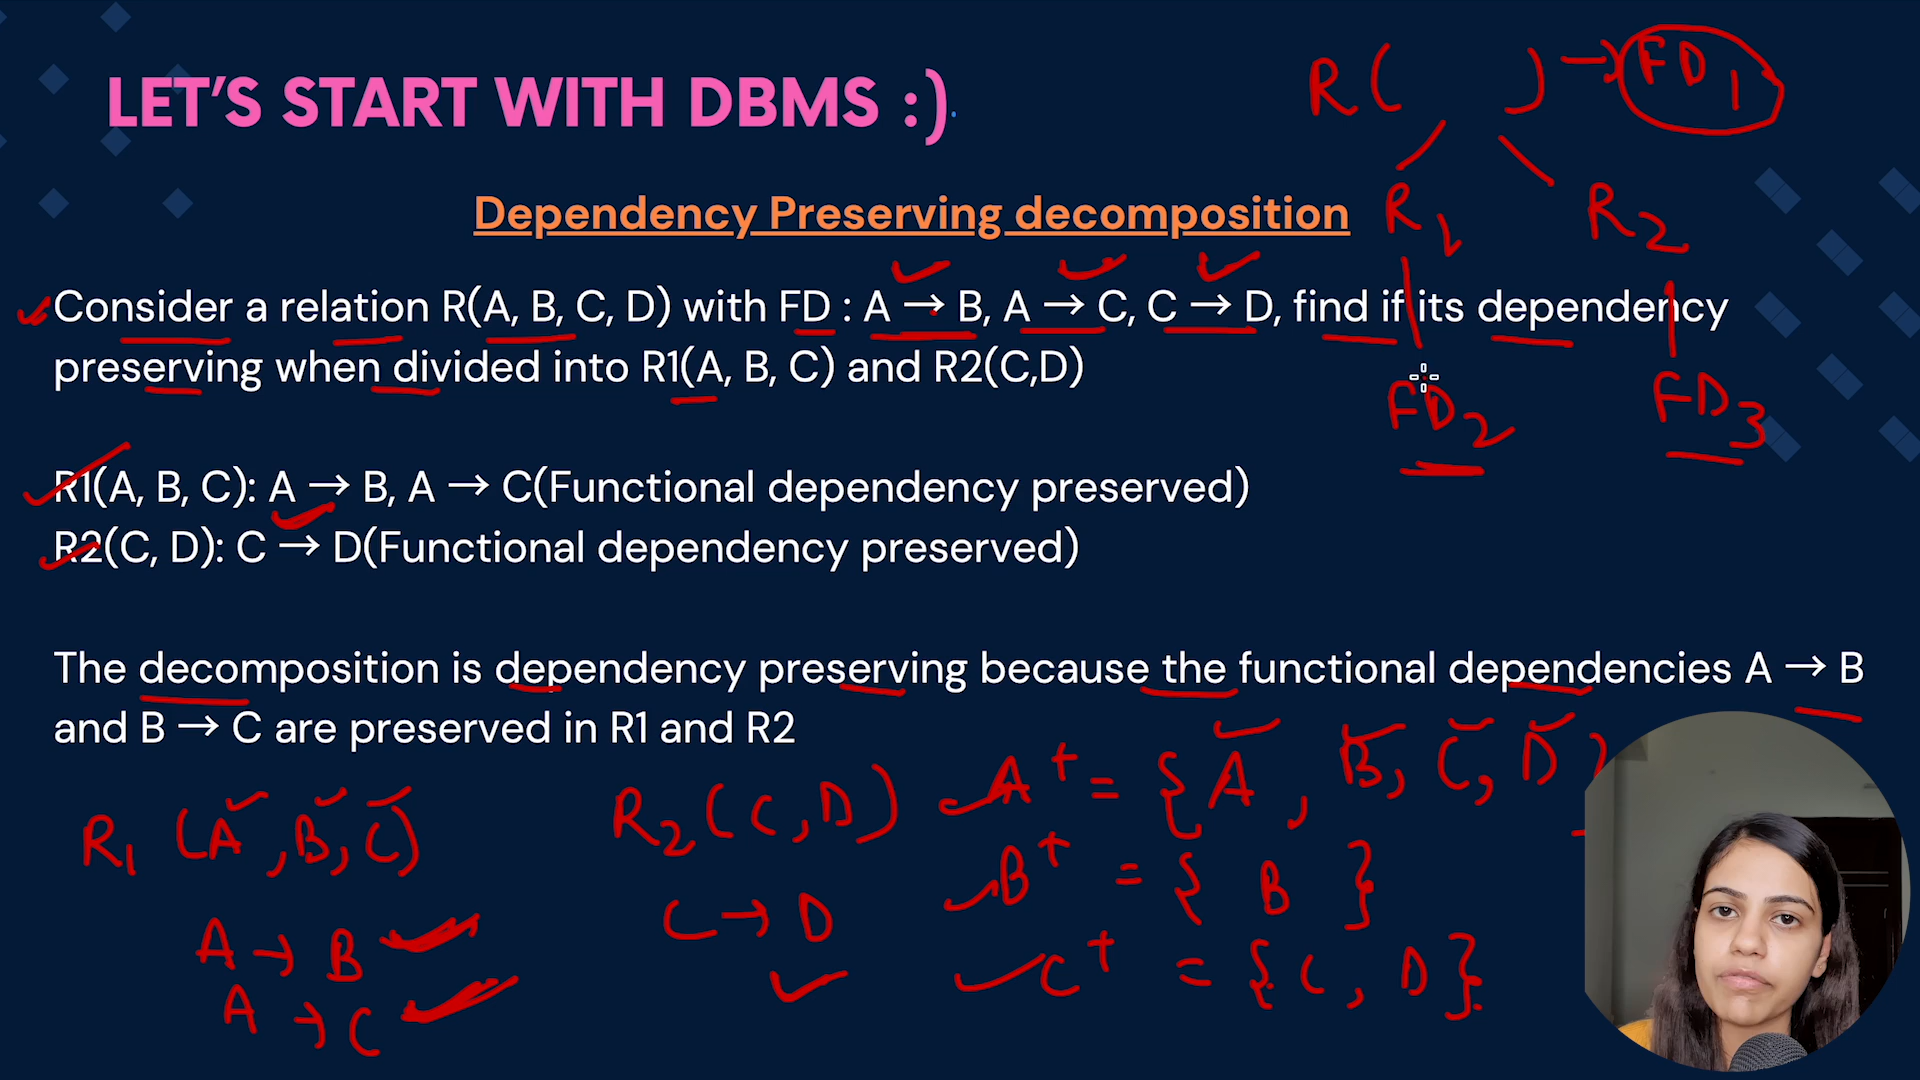 LET'S START WITH DBMS :)
R( ) → FD1
R1 R2
FD2 FD3
Dependency Preserving decomposition
Consider a relation R(A, B, C, D) with FD : A → B, A → C, C → D, find if its dependency
preserving when divided into R1(A, B, C) and R2(C,D)
R1(A, B, C): A → B, A → C(Functional dependency preserved)
R2(C, D): C → D(Functional dependency preserved)
The decomposition is dependency preserving because the functional dependencies A → B
and B → C are preserved in R1 and R2
R1 (A, B, C)
A → B
A → C
R2 (C, D)
C → D
A+ = {A, B, C, D }
B+ = { B }
C+ = {C, D}